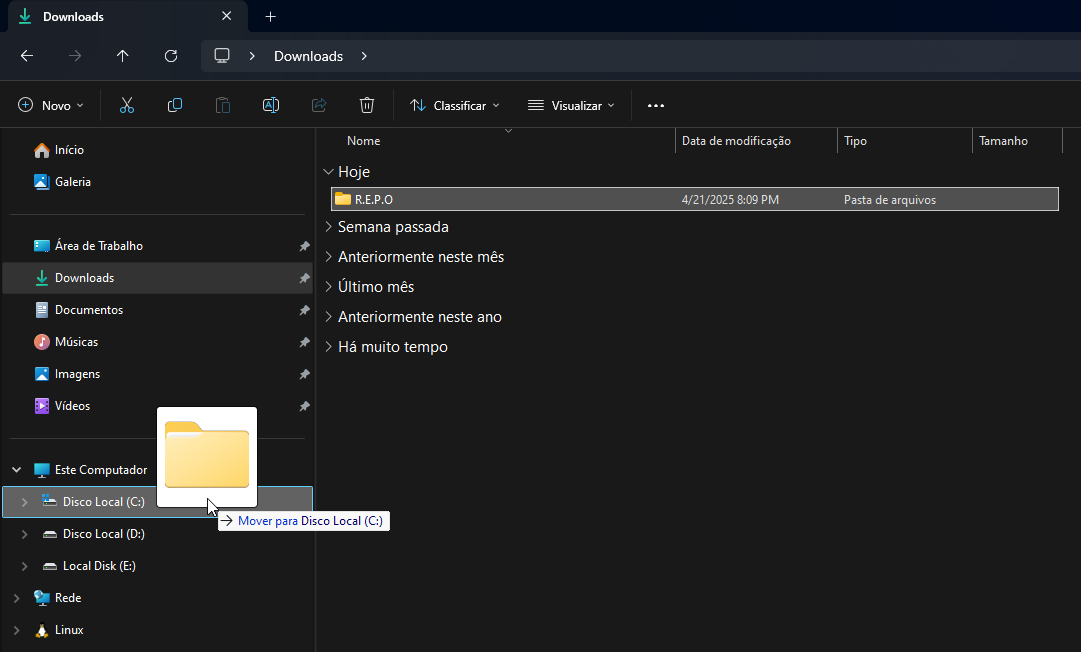 Downloads
Downloads
Novo
Classificar
Visualizar
Início
Galeria
Área de Trabalho
Downloads
Documentos
Músicas
Imagens
Vídeos
Este Computador
Disco Local (C:)
Disco Local (D:)
Local Disk (E:)
Rede
Linux
Nome Data de modificação Tipo Tamanho
Hoje
R.E.P.O 4/21/2025 8:09 PM Pasta de arquivos
Semana passada
Anteriormente neste mês
Último mês
Anteriormente neste ano
Há muito tempo
Mover para Disco Local (C:)